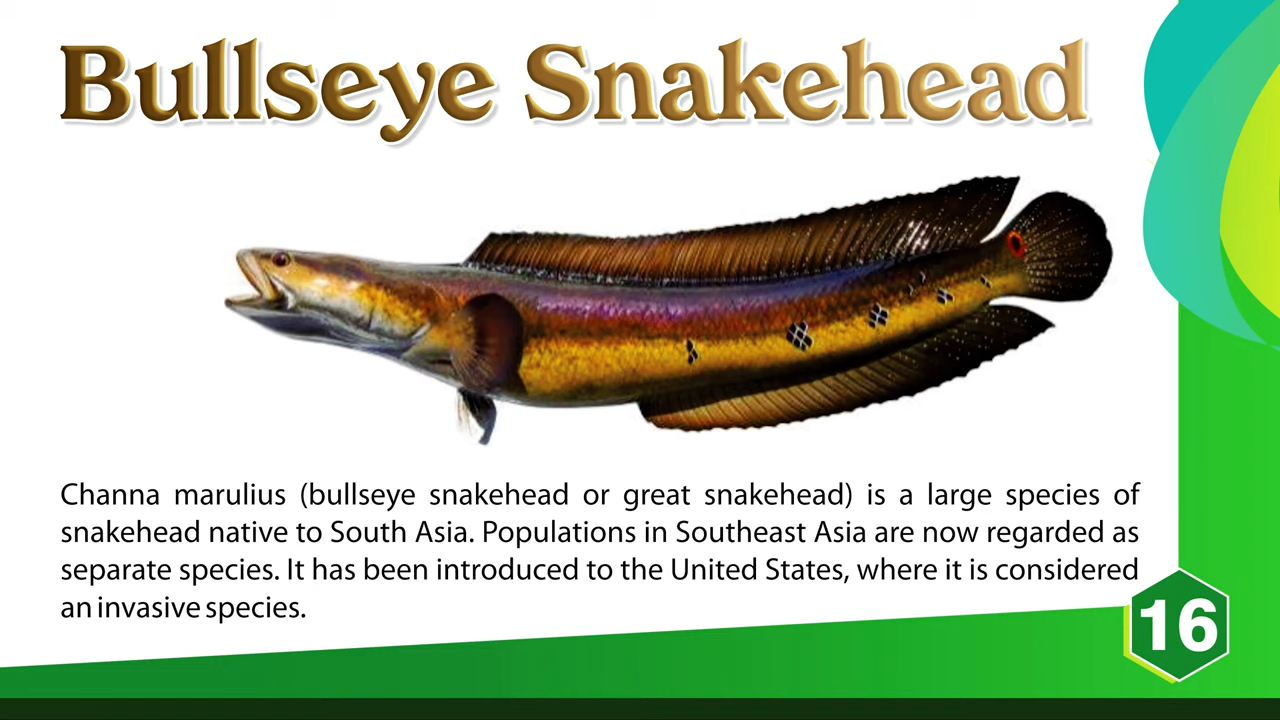 Bullseye Snakehead
Channa marulius (bullseye snakehead or great snakehead) is a large species of
snakehead native to South Asia. Populations in Southeast Asia are now regarded as
separate species. It has been introduced to the United States, where it is considered
an invasive species.
16